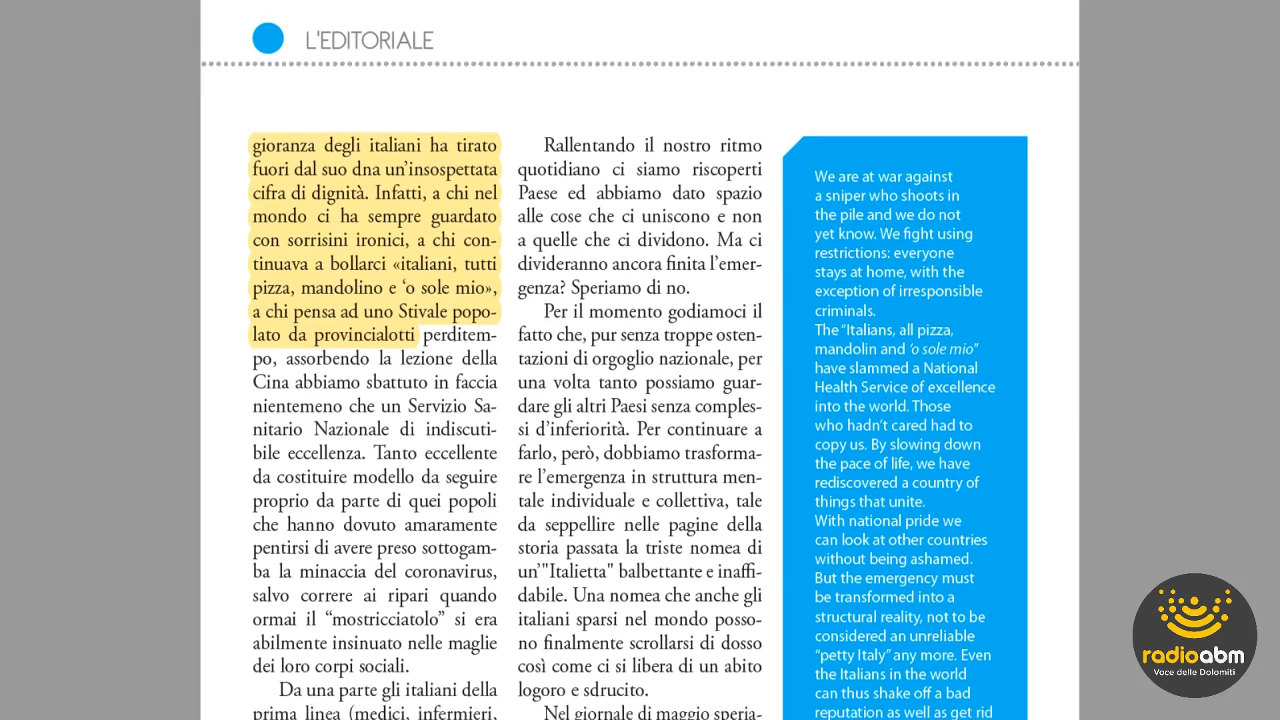 L'EDITORIALE
gioranza degli italiani ha tirato
fuori dal suo dna un'insospettata
cifra di dignità. Infatti, a chi nel
mondo ci ha sempre guardato
con sorrisini ironici, a chi con-
tinuava a bollarci «italiani, tutti
pizza, mandolino e 'o sole mio»,
a chi pensa ad uno Stivale popo-
lato da provincialotti perditem-
po, assorbendo la lezione della
Cina abbiamo sbattuto in faccia
nientemeno che un Servizio Sa-
nitario Nazionale di indiscuti-
bile eccellenza. Tanto eccellente
da costituire modello da seguire
proprio da parte di quei popoli
che hanno dovuto amaramente
pentirsi di avere preso sottogam-
ba la minaccia del coronavirus,
salvo correre ai ripari quando
ormai il “mostricciatolo” si era
abilmente insinuato nelle maglie
dei loro corpi sociali.
Da una parte gli italiani della
prima linea (medici, infermieri,
Rallentando il nostro ritmo
quotidiano ci siamo riscoperti
Paese ed abbiamo dato spazio
alle cose che ci uniscono e non
a quelle che ci dividono. Ma ci
divideranno ancora finita l'emer-
genza? Speriamo di no.
Per il momento godiamoci il
fatto che, pur senza troppe osten-
tazioni di orgoglio nazionale, per
una volta tanto possiamo guar-
dare gli altri Paesi senza comples-
si d'inferiorità. Per continuare a
farlo, però, dobbiamo trasforma-
re l'emergenza in struttura men-
tale individuale e collettiva, tale
da seppellire nelle pagine della
storia passata la triste nomea di
un'"Italietta" balbettante e inaffi-
dabile. Una nomea che anche gli
italiani sparsi nel mondo posso-
no finalmente scrollarsi di dosso
così come ci si libera di un abito
logoro e sdrucito.
Nel giornale di maggio speria-
We are at war against
a sniper who shoots in
the pile and we do not
yet know. We fight using
restrictions: everyone
stays at home, with the
exception of irresponsible
criminals.
The “Italians, all pizza,
mandolin and 'o sole mio”
have slammed a National
Health Service of excellence
into the world. Those
who hadn't cared had to
copy us. By slowing down
the pace of life, we have
rediscovered a country of
things that unite.
With national pride we
can look at other countries
without being ashamed.
But the emergency must
be transformed into a
structural reality, not to be
considered an unreliable
“petty Italy” any more. Even
the Italians in the world
can thus shake off a bad
reputation as well as get rid
radioabm
Voce delle Dolomiti